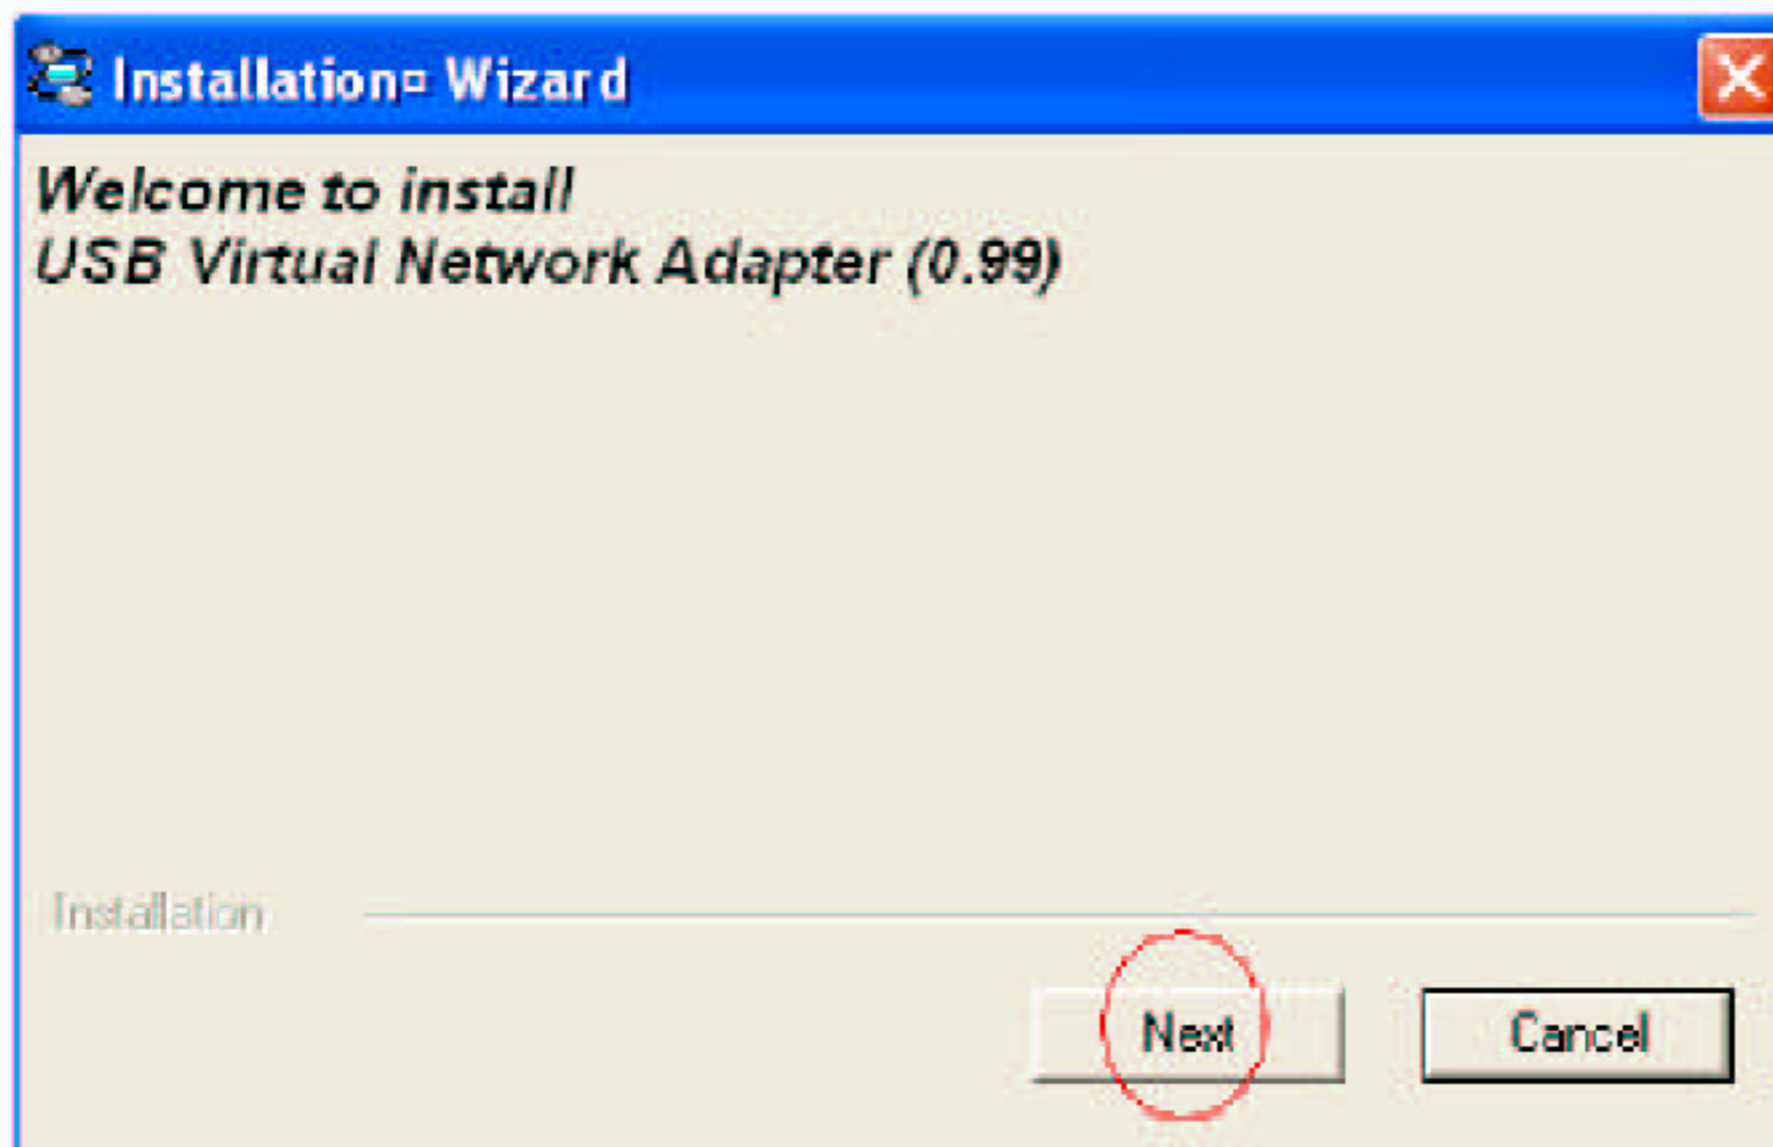 Installation¤ Wizard
Welcome to install
USB Virtual Network Adapter (0.99)
Installation
Next
Cancel